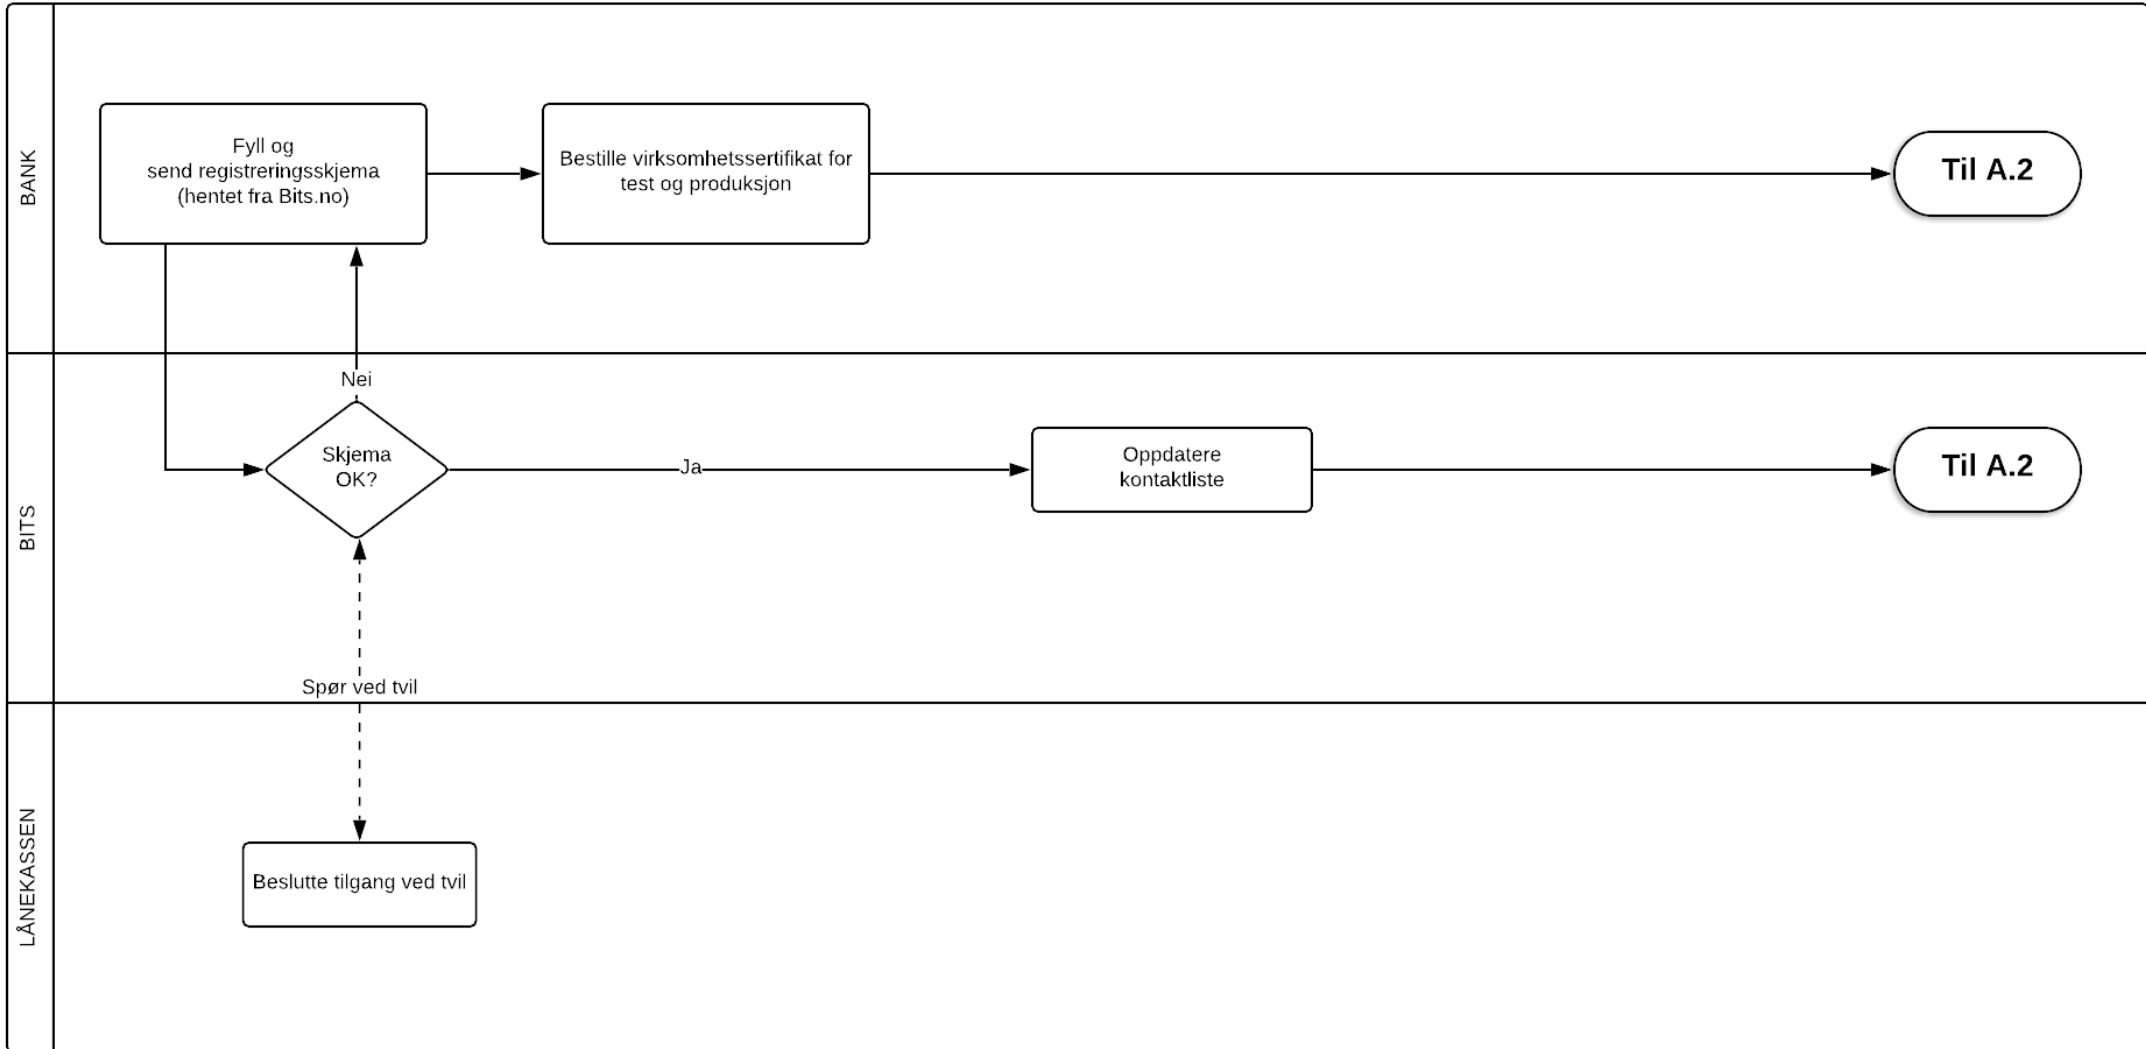 BANK
Fyll og
send registreringsskjema
(hentet fra Bits.no)
Bestille virksomhetssertifikat for
test og produksjon
Til A.2
BITS
Nei
Skjema
OK?
Ja
Oppdatere
kontaktliste
Til A.2
Spør ved tvil
LÅNEKASSEN
Beslutte tilgang ved tvil